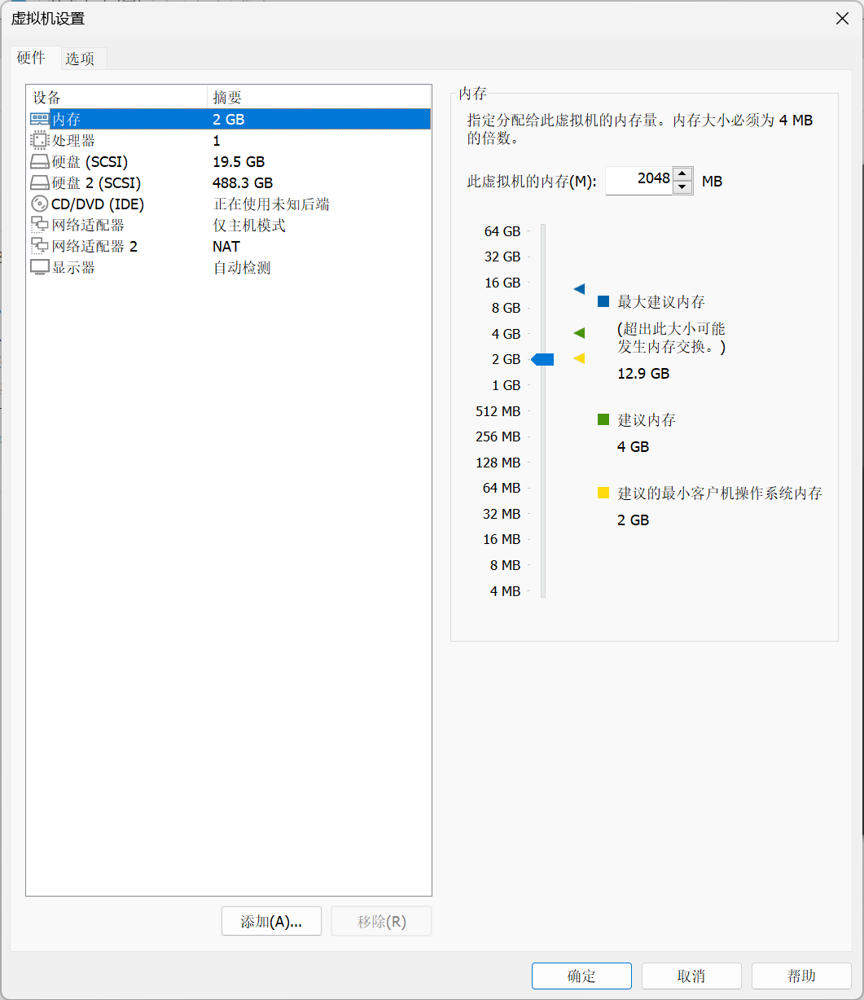 虚拟机设置
硬件 选项
设备 摘要
内存 2 GB
处理器 1
硬盘 (SCSI) 19.5 GB
硬盘 2 (SCSI) 488.3 GB
CD/DVD (IDE) 正在使用未知后端
网络适配器 仅主机模式
网络适配器 2 NAT
显示器 自动检测
添加(A)... 移除(R)
内存
指定分配给此虚拟机的内存量。内存大小必须为 4 MB
的倍数。
此虚拟机的内存(M): 2048 MB
64 GB
32 GB
16 GB
8 GB
4 GB
2 GB
1 GB
512 MB
256 MB
128 MB
64 MB
32 MB
16 MB
8 MB
4 MB
最大建议内存
(超出此大小可能
发生内存交换。)
12.9 GB
建议内存
4 GB
建议的最小客户机操作系统内存
2 GB
确定 取消 帮助